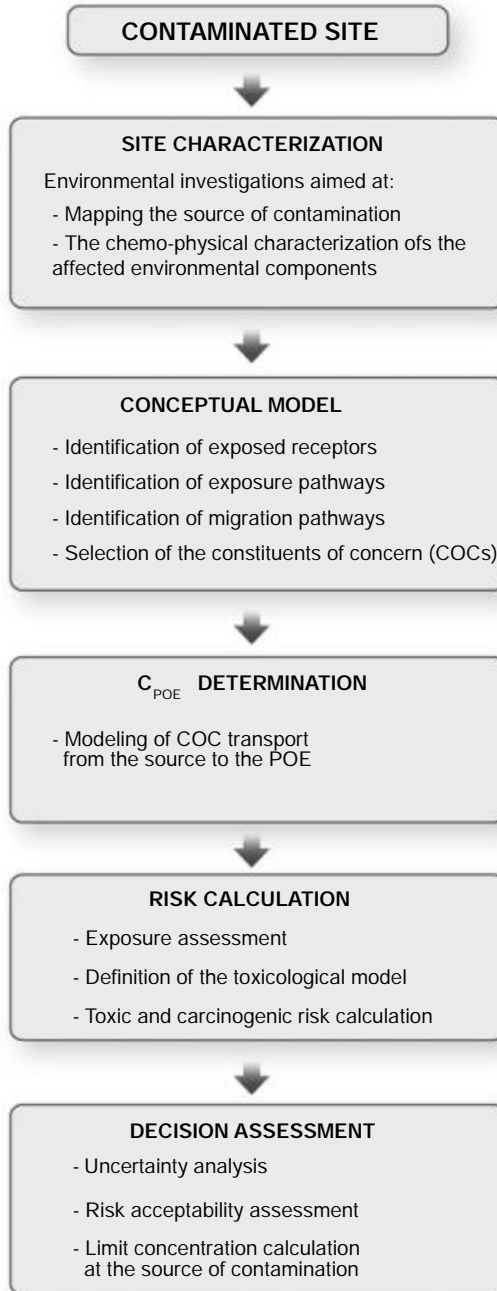 CONTAMINATED SITE
SITE CHARACTERIZATION
Environmental investigations aimed at:
- Mapping the source of contamination
- The chemo-physical characterization ofs the
affected environmental components
CONCEPTUAL MODEL
- Identification of exposed receptors
- Identification of exposure pathways
- Identification of migration pathways
- Selection of the constituents of concern (COCs)
CPOE DETERMINATION
- Modeling of COC transport
from the source to the POE
RISK CALCULATION
- Exposure assessment
- Definition of the toxicological model
- Toxic and carcinogenic risk calculation
DECISION ASSESSMENT
- Uncertainty analysis
- Risk acceptability assessment
- Limit concentration calculation
at the source of contamination